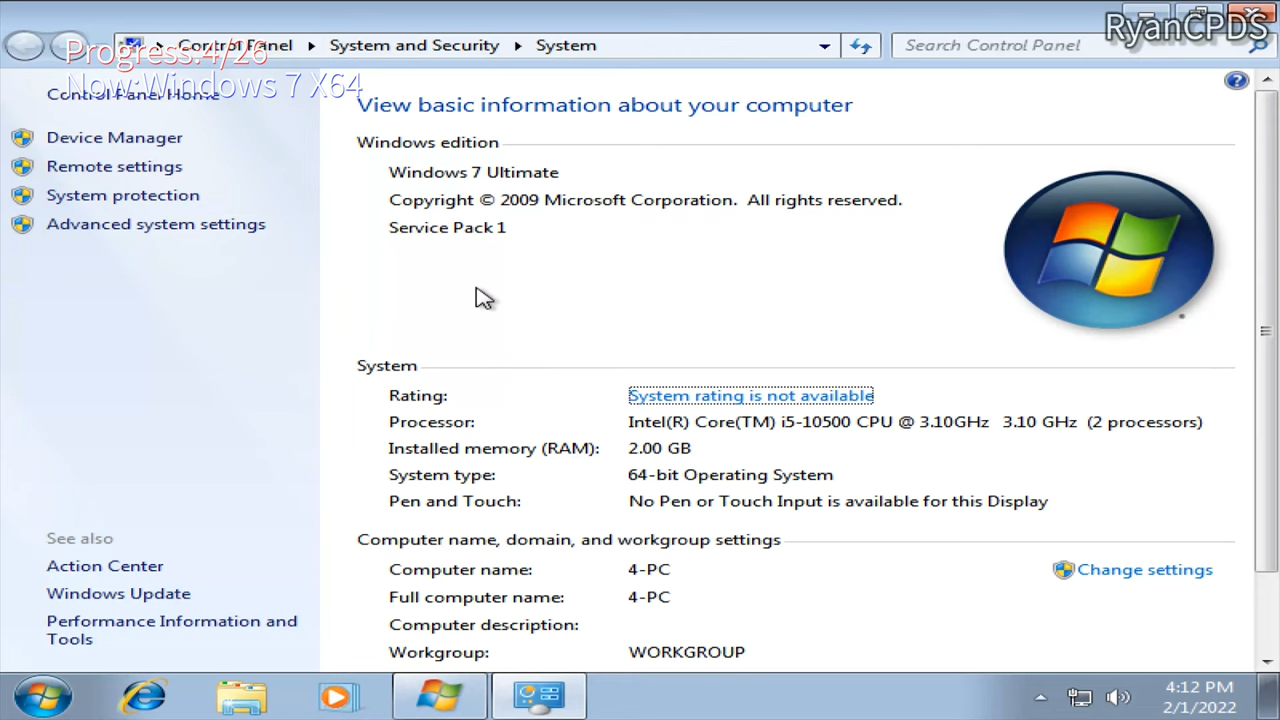 RyanCPDS
Progress:4/26
Now:Windows 7 X64
Control Panel ▸ System and Security ▸ System
Search Control Panel
Control Panel Home
Device Manager
Remote settings
System protection
Advanced system settings
See also
Action Center
Windows Update
Performance Information and
Tools
View basic information about your computer
Windows edition
Windows 7 Ultimate
Copyright © 2009 Microsoft Corporation. All rights reserved.
Service Pack 1
System
Rating: System rating is not available
Processor: Intel(R) Core(TM) i5-10500 CPU @ 3.10GHz 3.10 GHz (2 processors)
Installed memory (RAM): 2.00 GB
System type: 64-bit Operating System
Pen and Touch: No Pen or Touch Input is available for this Display
Computer name, domain, and workgroup settings
Computer name: 4-PC
Change settings
Full computer name: 4-PC
Computer description:
Workgroup: WORKGROUP
4:12 PM
2/1/2022